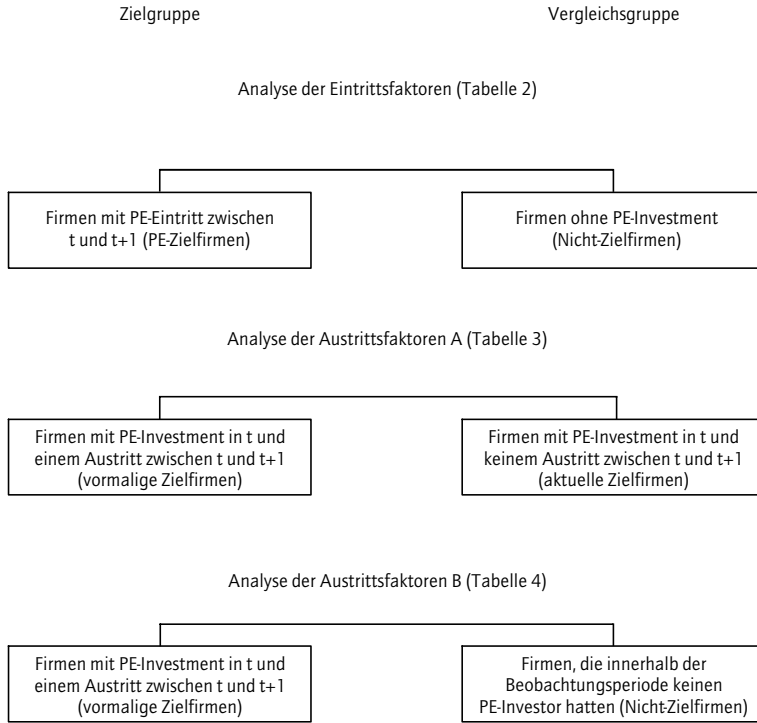 Zielgruppe
Vergleichsgruppe
Analyse der Eintrittsfaktoren (Tabelle 2)
Firmen mit PE-Eintritt zwischen
t und t+1 (PE-Zielfirmen)
Firmen ohne PE-Investment
(Nicht-Zielfirmen)
Analyse der Austrittsfaktoren A (Tabelle 3)
Firmen mit PE-Investment in t und
einem Austritt zwischen t und t+1
(vormalige Zielfirmen)
Firmen mit PE-Investment in t und
keinem Austritt zwischen t und t+1
(aktuelle Zielfirmen)
Analyse der Austrittsfaktoren B (Tabelle 4)
Firmen mit PE-Investment in t und
einem Austritt zwischen t und t+1
(vormalige Zielfirmen)
Firmen, die innerhalb der
Beobachtungsperiode keinen
PE-Investor hatten (Nicht-Zielfirmen)